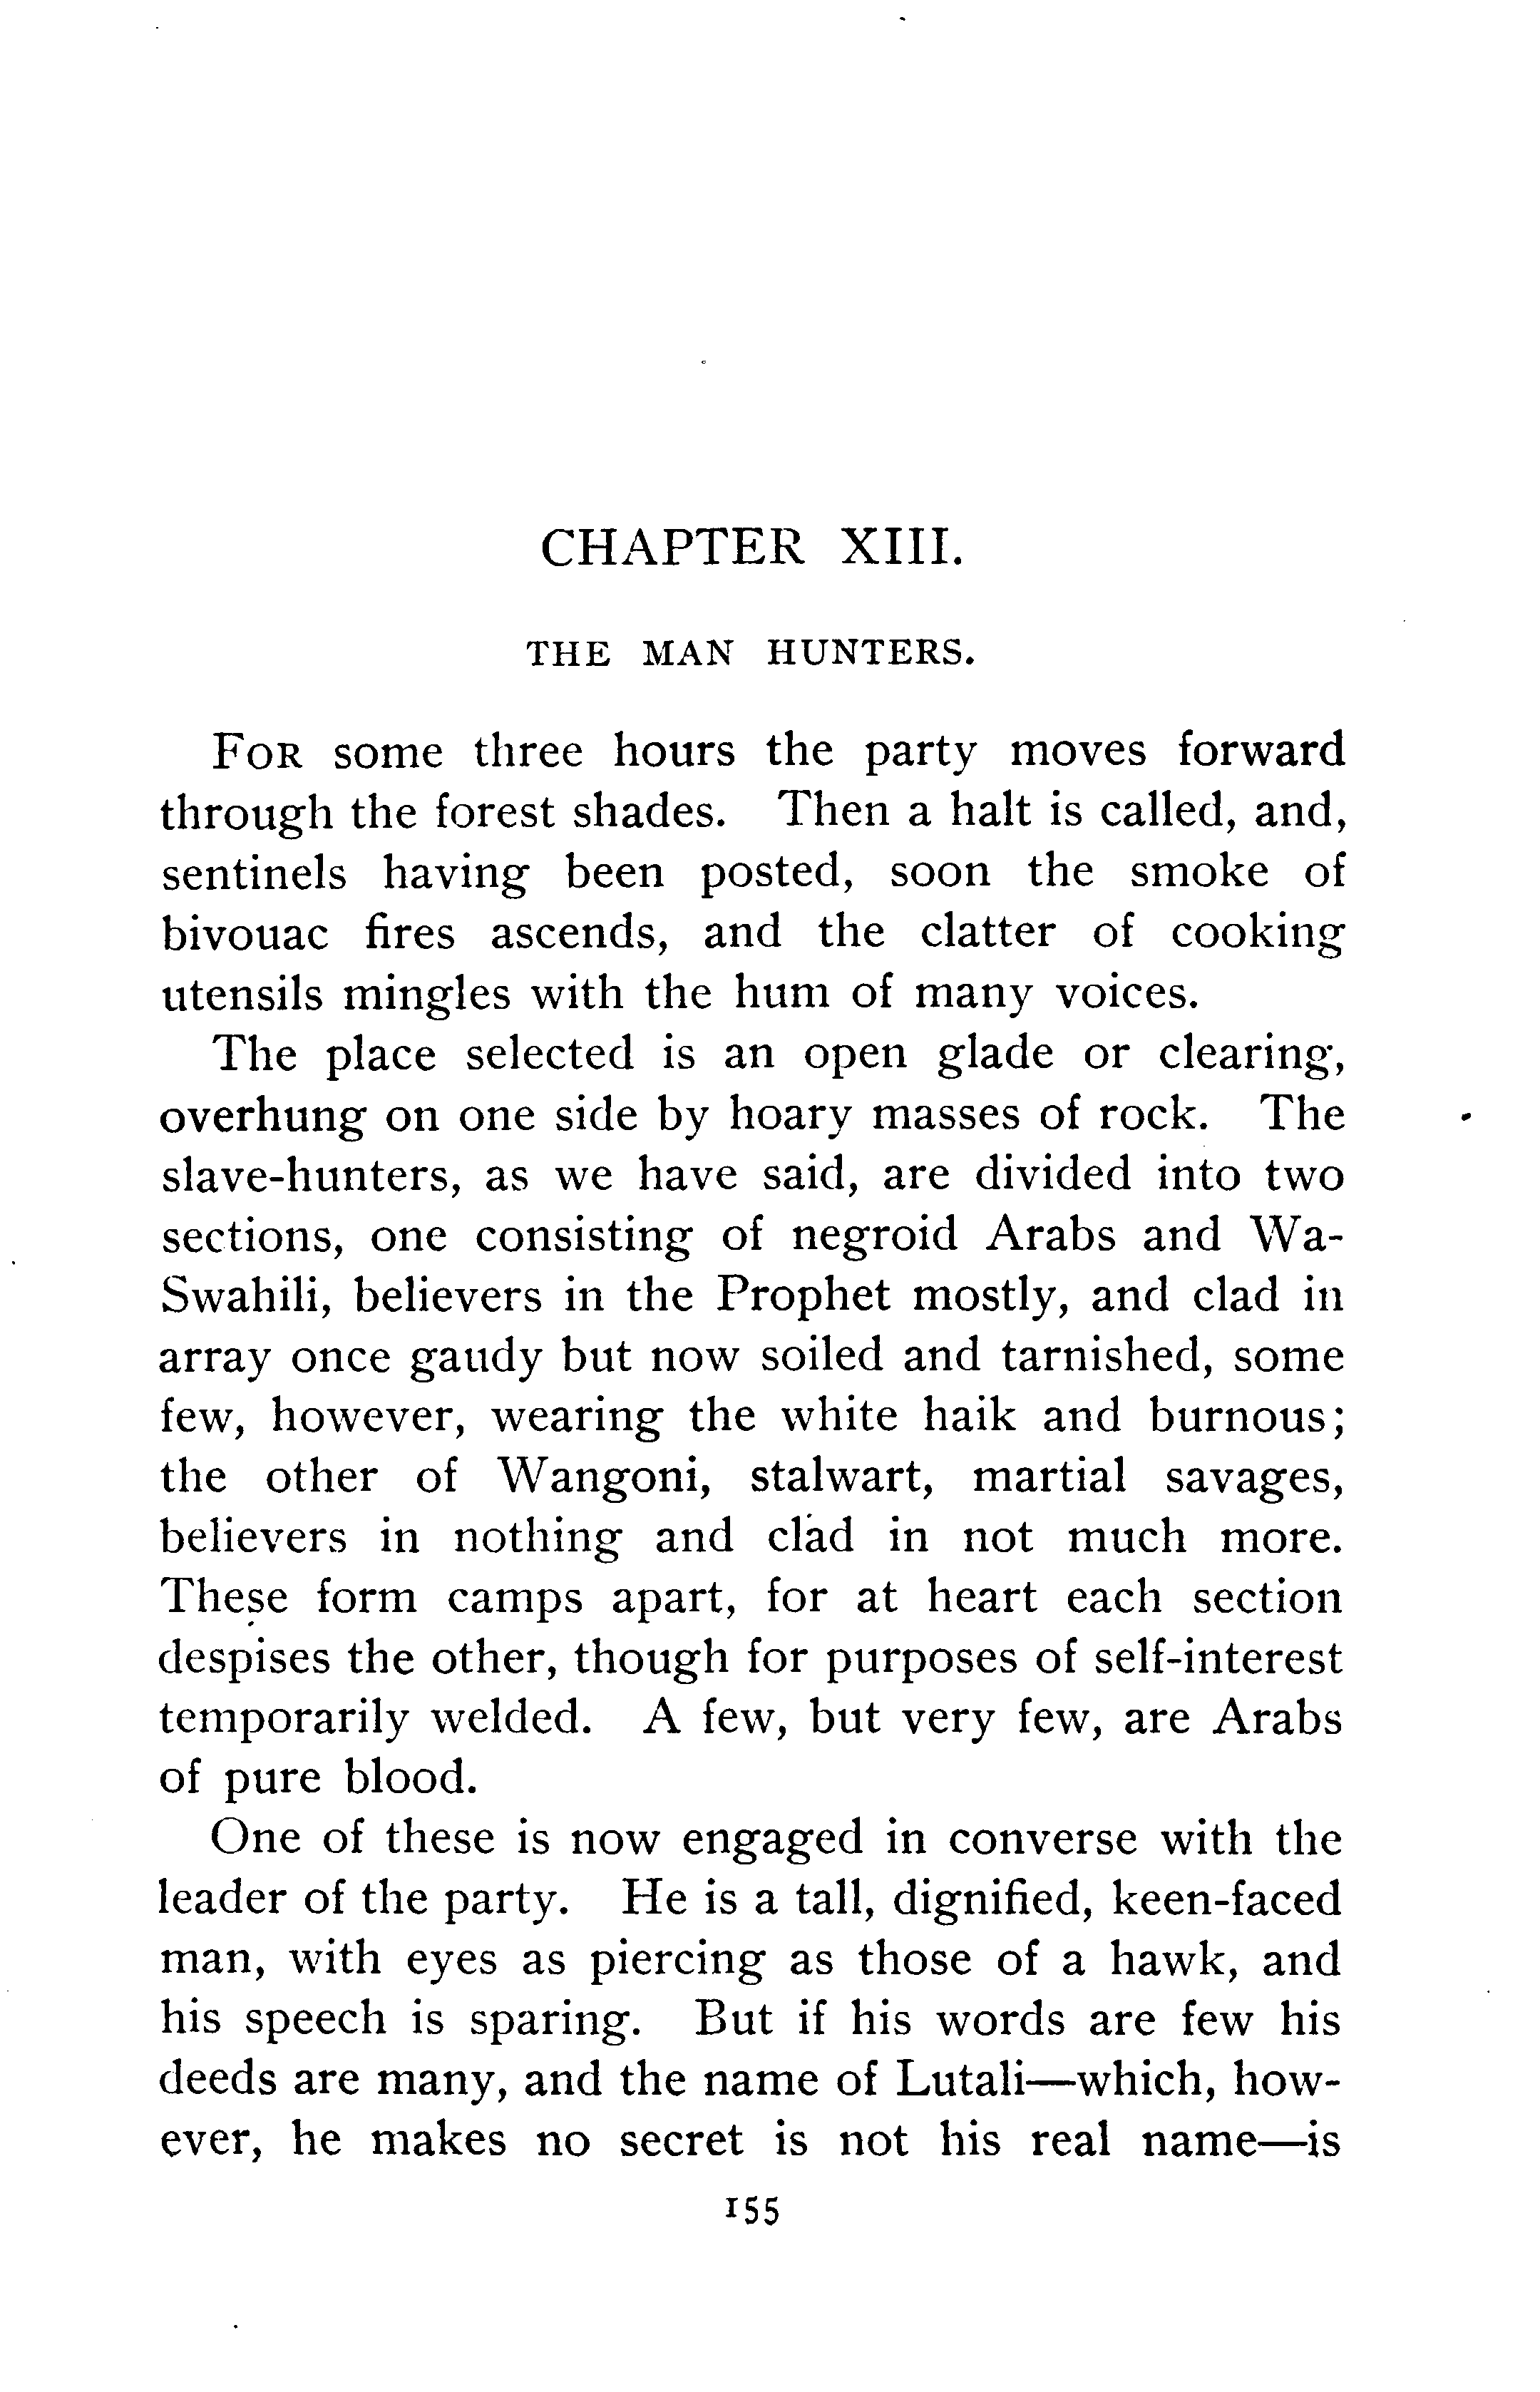 CHAPTER XIII.
THE MAN HUNTERS.
FOR some three hours the party moves forward
through the forest shades. Then a halt is called, and,
sentinels having been posted, soon the smoke of
bivouac fires ascends, and the clatter of cooking
utensils mingles with the hum of many voices.
The place selected is an open glade or clearing,
overhung on one side by hoary masses of rock. The
slave-hunters, as we have said, are divided into two
sections, one consisting of negroid Arabs and Wa-
Swahili, believers in the Prophet mostly, and clad in
array once gaudy but now soiled and tarnished, some
few, however, wearing the white haik and burnous;
the other of Wangoni, stalwart, martial savages,
believers in nothing and clad in not much more.
These form camps apart, for at heart each section
despises the other, though for purposes of self-interest
temporarily welded. A few, but very few, are Arabs
of pure blood.
One of these is now engaged in converse with the
leader of the party. He is a tall, dignified, keen-faced
man, with eyes as piercing as those of a hawk, and
his speech is sparing. But if his words are few his
deeds are many, and the name of Lutali—which, how-
ever, he makes no secret is not his real name—is
155